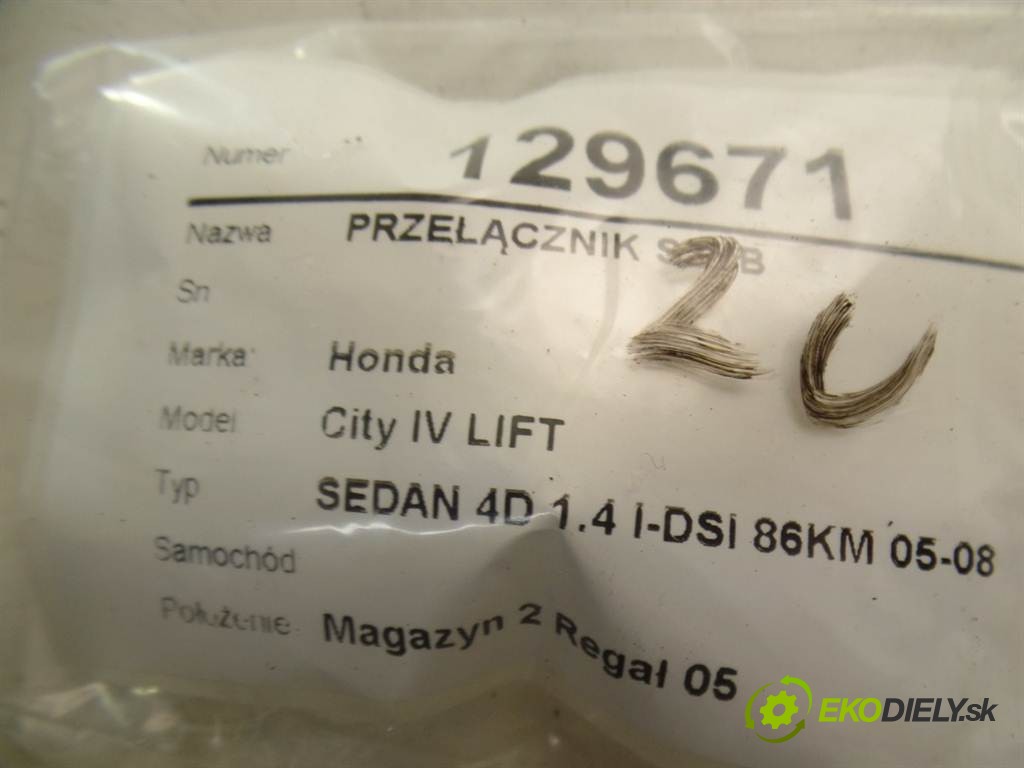 Numer 129671
Nazwa PRZEŁĄCZNIK
Sn
Marka: Honda
Model City IV LIFT
Typ SEDAN 4D 1.4 I-DSI 86KM 05-08
Samochód
Położenie: Magazyn 2 Regał 05
EKODIELY.sk